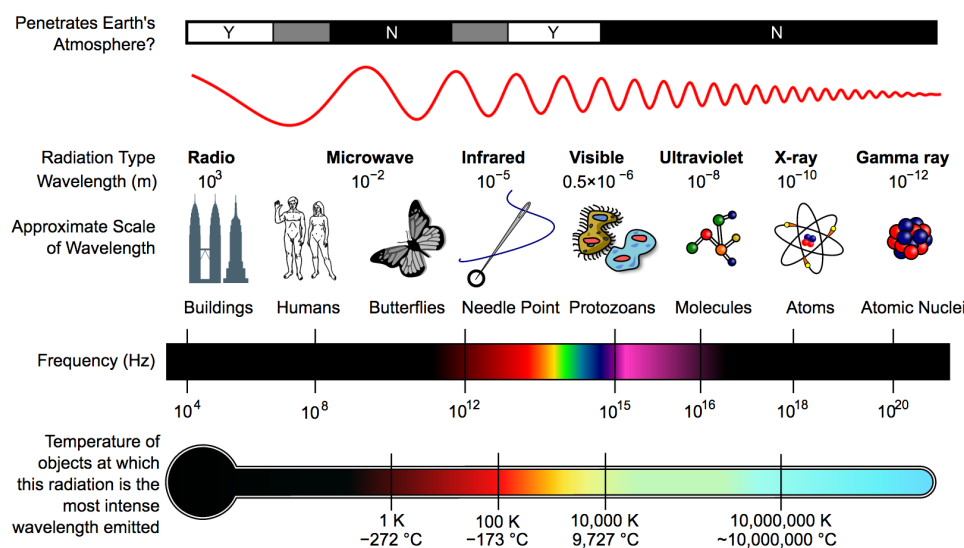 Penetrates Earth's
Atmosphere?
Y N Y N
Radiation Type
Radio Microwave Infrared Visible Ultraviolet X-ray Gamma ray
Wavelength (m)
10³ 10⁻² 10⁻⁵ 0.5×10⁻⁶ 10⁻⁸ 10⁻¹⁰ 10⁻¹²
Approximate Scale
of Wavelength
Buildings Humans Butterflies Needle Point Protozoans Molecules Atoms Atomic Nuclei
Frequency (Hz)
10⁴ 10⁸ 10¹² 10¹⁵ 10¹⁶ 10¹⁸ 10²⁰
Temperature of
objects at which
this radiation is the
most intense
wavelength emitted
1 K 100 K 10,000 K 10,000,000 K
−272 °C −173 °C 9,727 °C ~10,000,000 °C